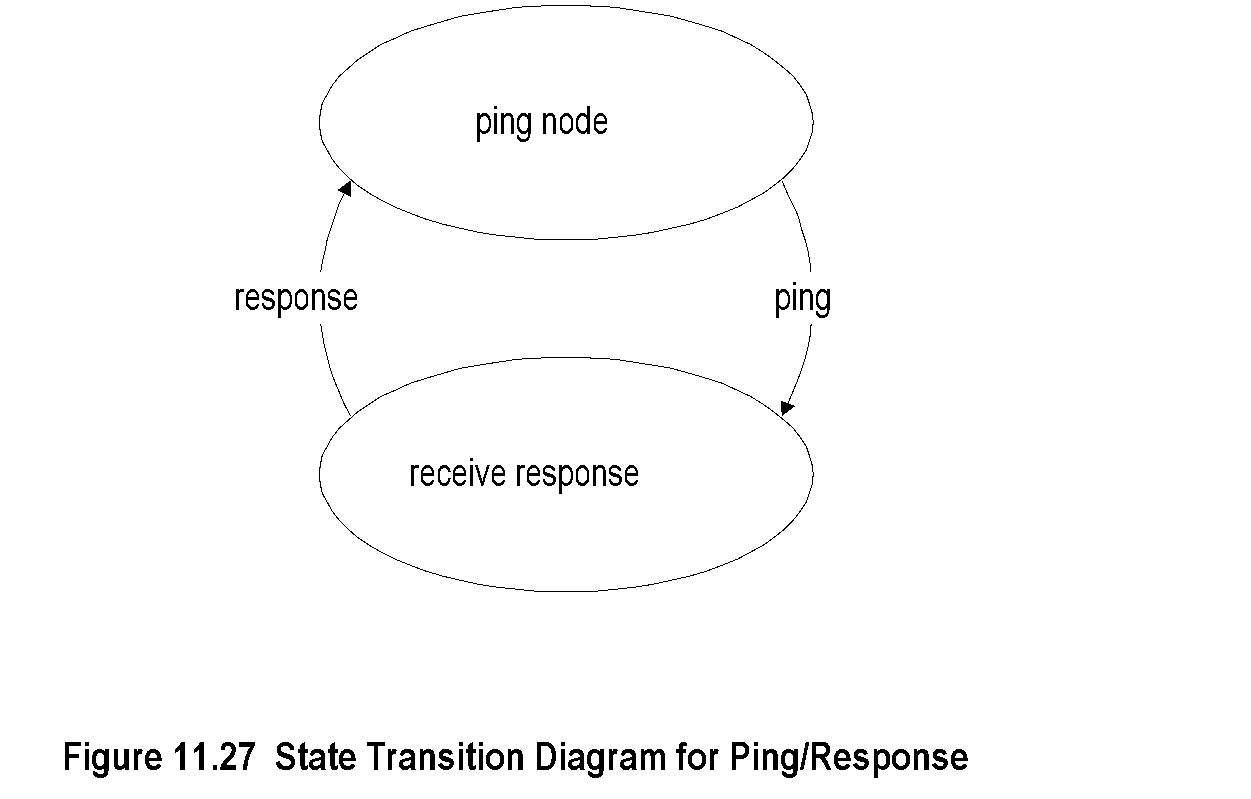 ping node
response
ping
receive response
Figure 11.27 State Transition Diagram for Ping/Response